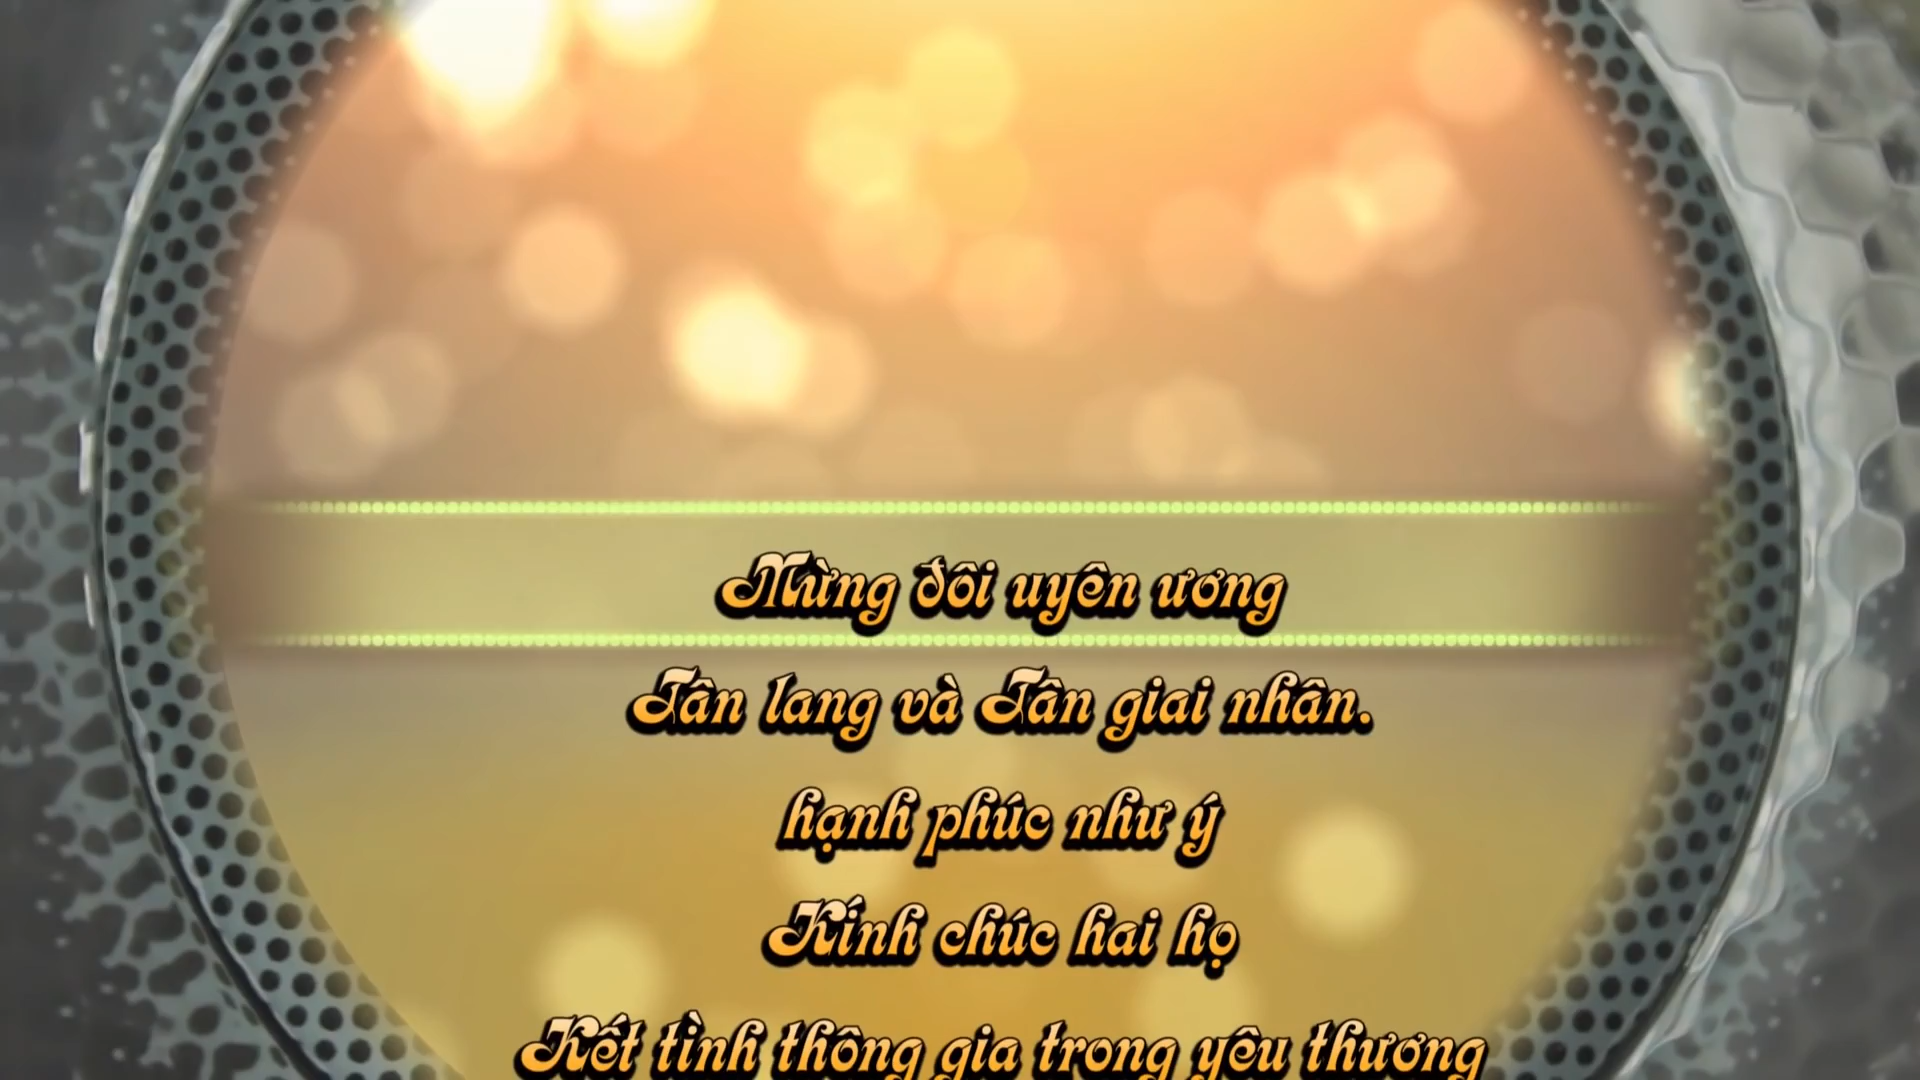 Mừng đôi uyên ương
Tân lang và Tân giai nhân.
hạnh phúc như ý
Kính chúc hai họ
Kết tình thông gia trong yêu thương